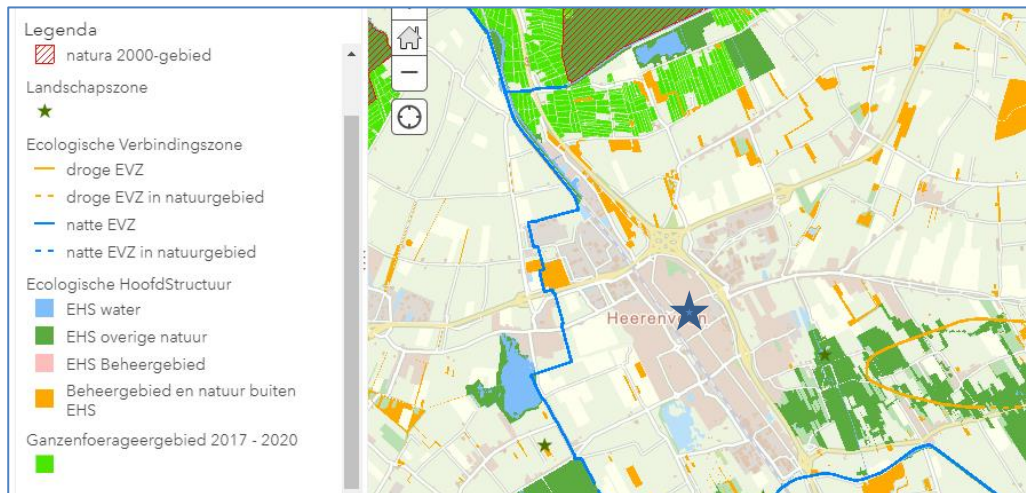 Legenda
natura 2000-gebied
Landschapszone
Ecologische Verbindingszone
droge EVZ
droge EVZ in natuurgebied
natte EVZ
natte EVZ in natuurgebied
Ecologische HoofdStructuur
EHS water
EHS overige natuur
EHS Beheergebied
Beheergebied en natuur buiten
EHS
Ganzenfoerageergebied 2017 - 2020